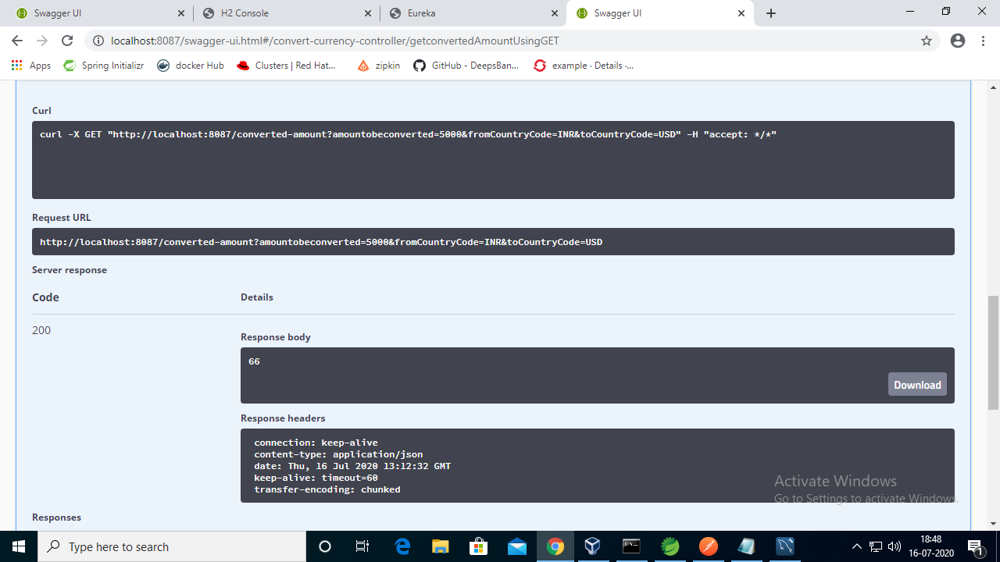 Swagger UI
H2 Console
Eureka
Swagger UI
localhost:8087/swagger-ui.html#/convert-currency-controller/getconvertedAmountUsingGET
Apps
Spring Initializr
docker Hub
Clusters | Red Hat...
zipkin
GitHub - DeepsBan...
example · Details ·...
Curl
curl -X GET "http://localhost:8087/converted-amount?amountobeconverted=5000&fromCountryCode=INR&toCountryCode=USD" -H "accept: */*"
Request URL
http://localhost:8087/converted-amount?amountobeconverted=5000&fromCountryCode=INR&toCountryCode=USD
Server response
Code Details
200
Response body
66
Download
Response headers
connection: keep-alive
content-type: application/json
date: Thu, 16 Jul 2020 13:12:32 GMT
keep-alive: timeout=60
transfer-encoding: chunked
Activate Windows
Go to Settings to activate Windows.
Responses
Type here to search
18:48
16-07-2020
1